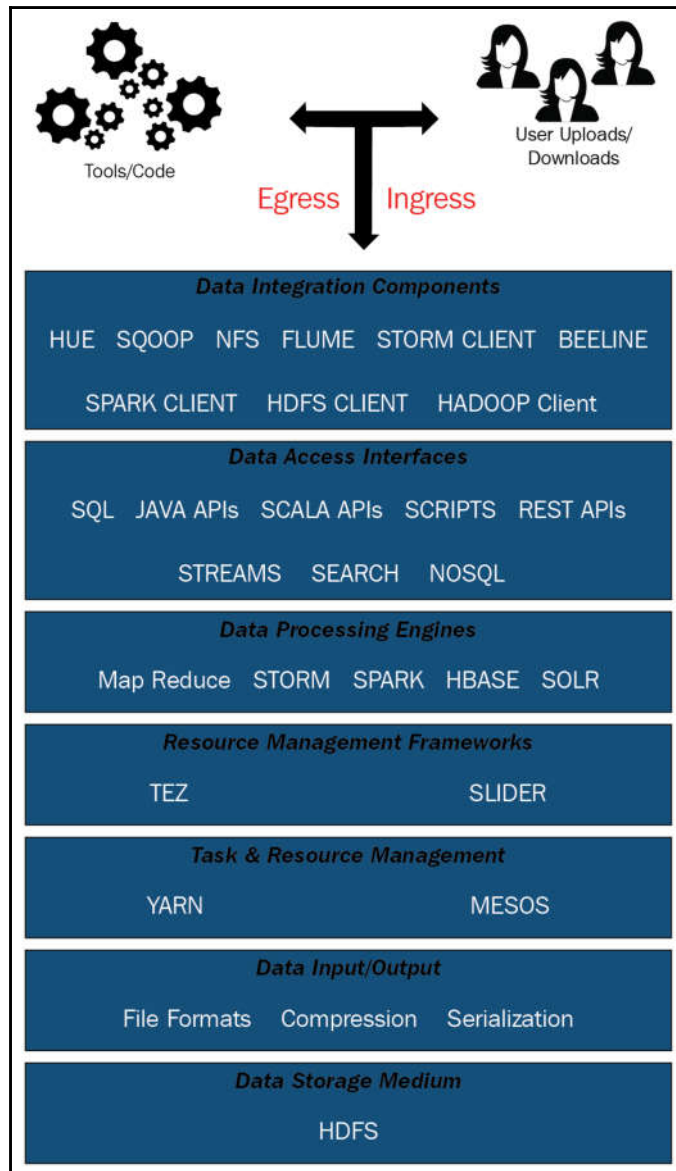 Tools/Code
User Uploads/
Downloads
Egress
Ingress
Data Integration Components
HUE SQOOP NFS FLUME STORM CLIENT BEELINE
SPARK CLIENT HDFS CLIENT HADOOP Client
Data Access Interfaces
SQL JAVA APIs SCALA APIs SCRIPTS REST APIs
STREAMS SEARCH NOSQL
Data Processing Engines
Map Reduce STORM SPARK HBASE SOLR
Resource Management Frameworks
TEZ SLIDER
Task & Resource Management
YARN MESOS
Data Input/Output
File Formats Compression Serialization
Data Storage Medium
HDFS